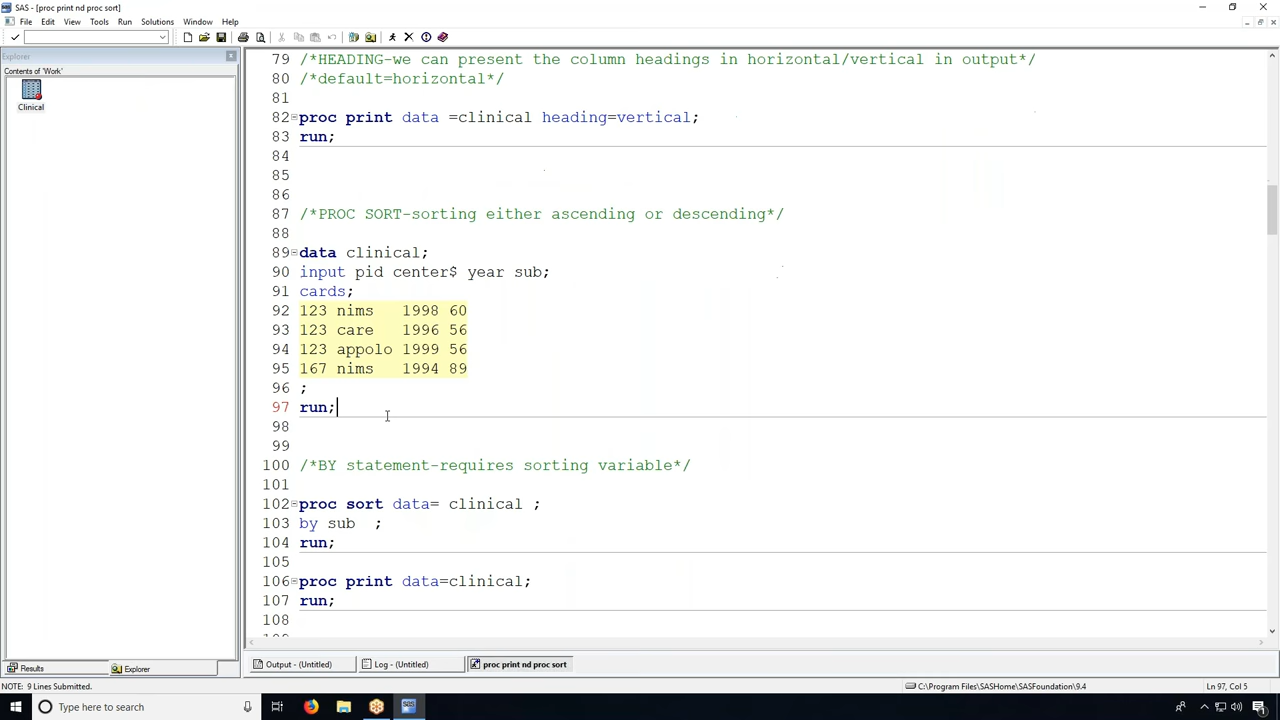 SAS - [proc print nd proc sort]
File Edit View Tools Run Solutions Window Help
Explorer
Contents of 'Work'
Clinical
79 /*HEADING-we can present the column headings in horizontal/vertical in output*/
80 /*default=horizontal*/
81
82 proc print data =clinical heading=vertical;
83 run;
84
85
86
87 /*PROC SORT-sorting either ascending or descending*/
88
89 data clinical;
90 input pid center$ year sub;
91 cards;
92 123 nims 1998 60
93 123 care 1996 56
94 123 appolo 1999 56
95 167 nims 1994 89
96 ;
97 run;
98
99
100 /*BY statement-requires sorting variable*/
101
102 proc sort data= clinical ;
103 by sub ;
104 run;
105
106 proc print data=clinical;
107 run;
108
Results Explorer Output - (Untitled) Log - (Untitled) proc print nd proc sort
NOTE: 9 Lines Submitted. C:\Program Files\SASHome\SASFoundation\9.4 Ln 97, Col 5
Type here to search